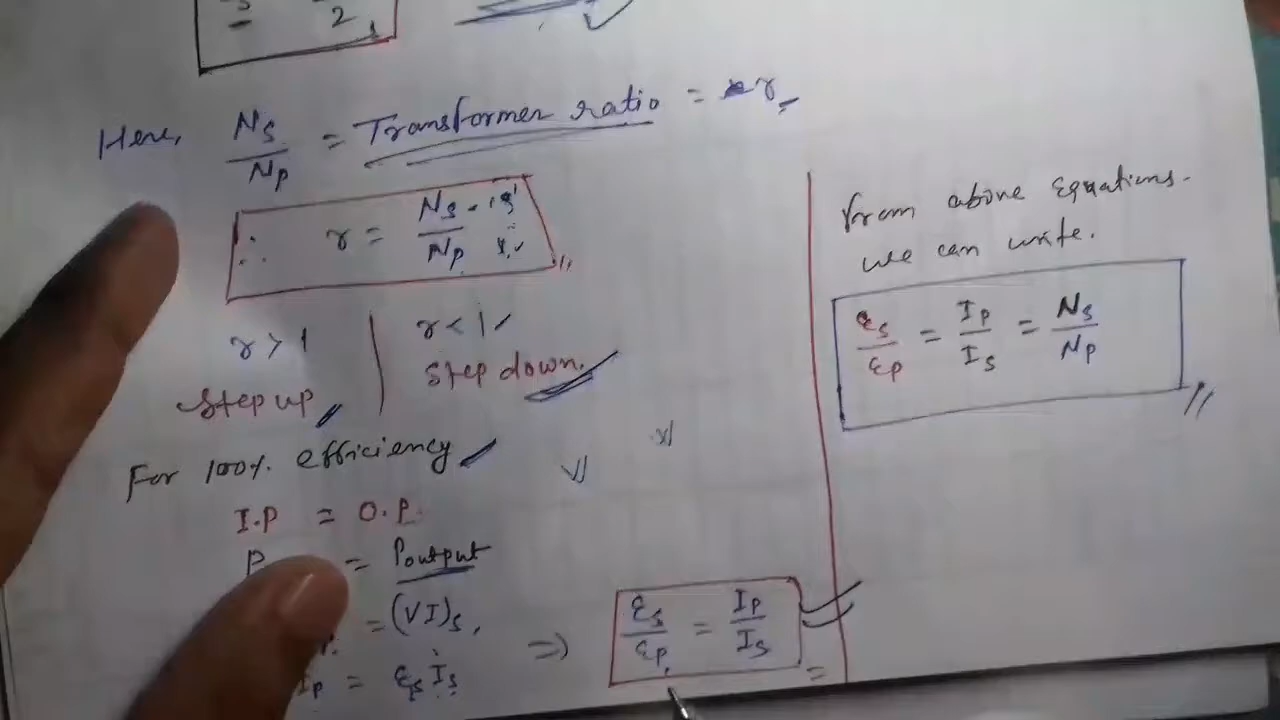 2
Here, Ns/Np = Transformer ratio = r
∴ r = Ns/Np
r > 1
step up
r < 1
step down.
For 100% efficiency
I.P = O.P.
P = Poutput
= (VI)s,
Ip = εs Is
=> εs/εp = Ip/Is
from above Equations.
we can write.
εs/εp = Ip/Is = Ns/Np